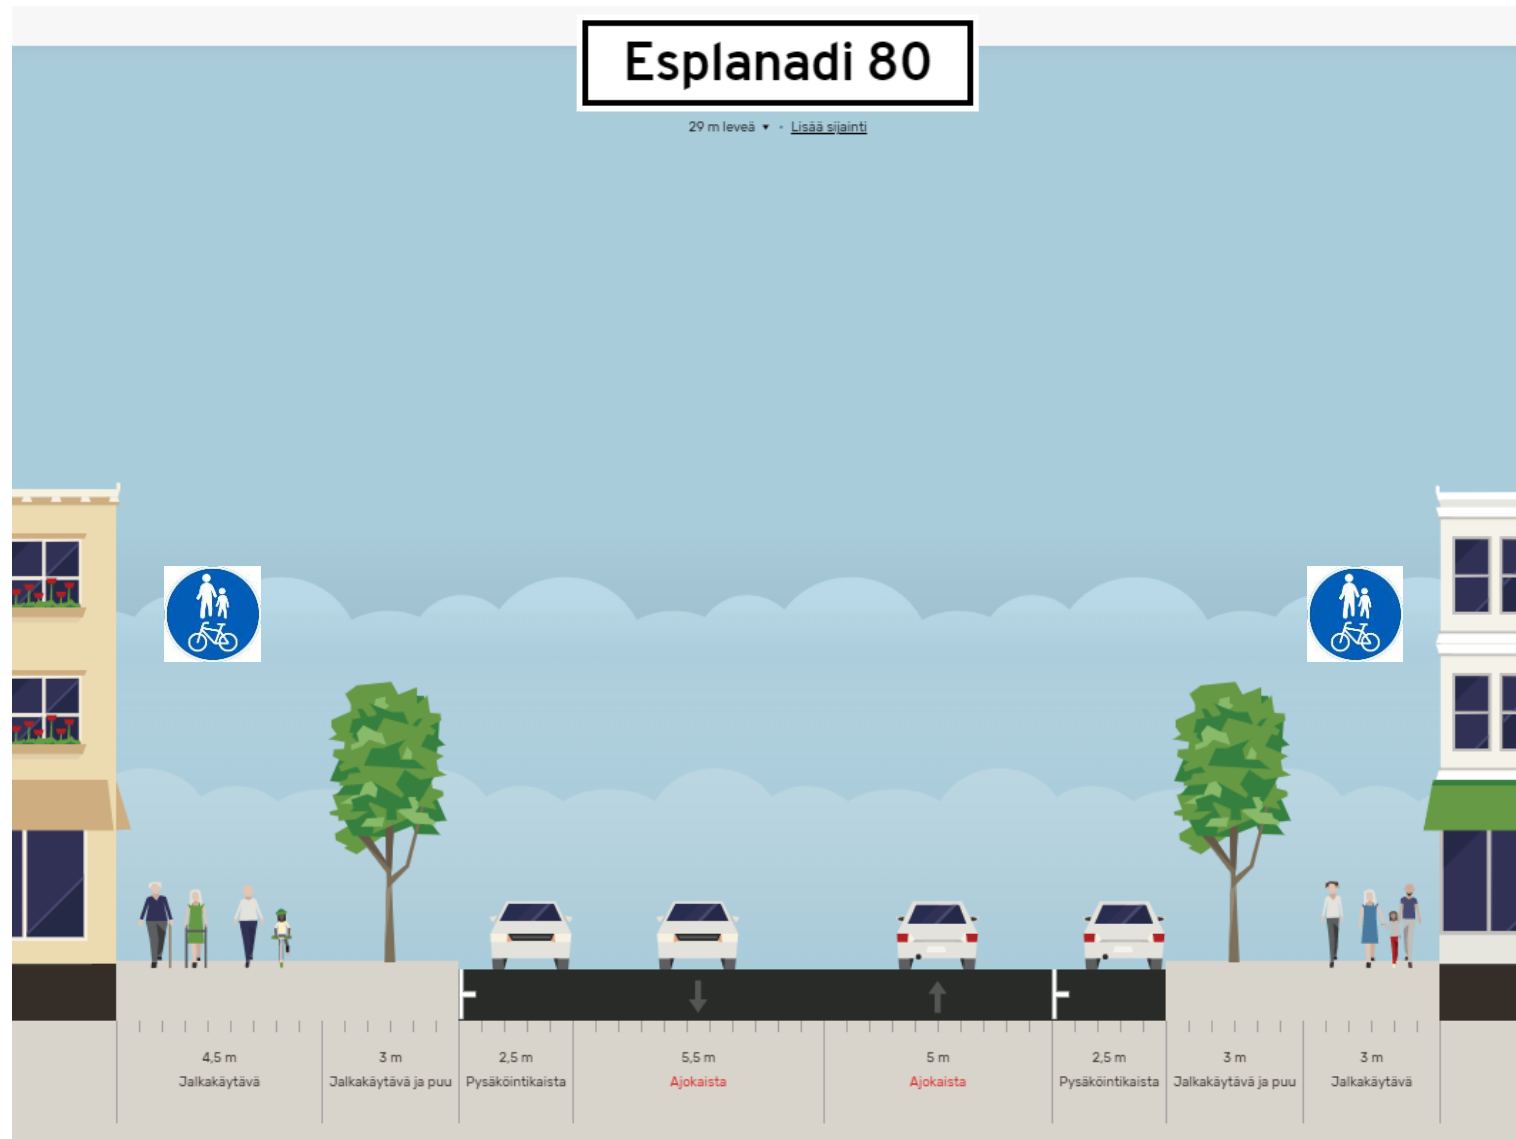 Esplanadi 80
29 m leveä ▾ · Lisää sijainti
4,5 m 3 m 2,5 m 5,5 m 5 m 2,5 m 3 m 3 m
Jalkakäytävä Jalkakäytävä ja puu Pysäköintikaista Ajokaista Ajokaista Pysäköintikaista Jalkakäytävä ja puu Jalkakäytävä